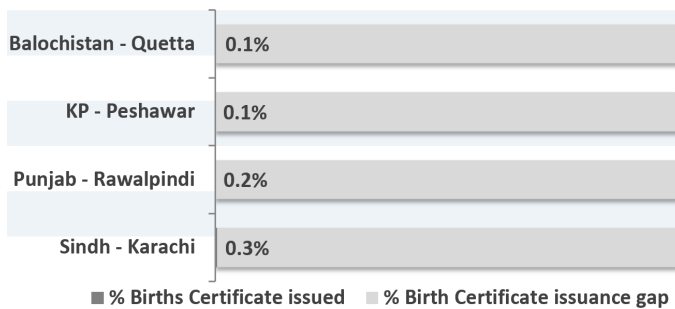 Balochistan - Quetta 0.1%
KP - Peshawar 0.1%
Punjab - Rawalpindi 0.2%
Sindh - Karachi 0.3%
% Births Certificate issued % Birth Certificate issuance gap